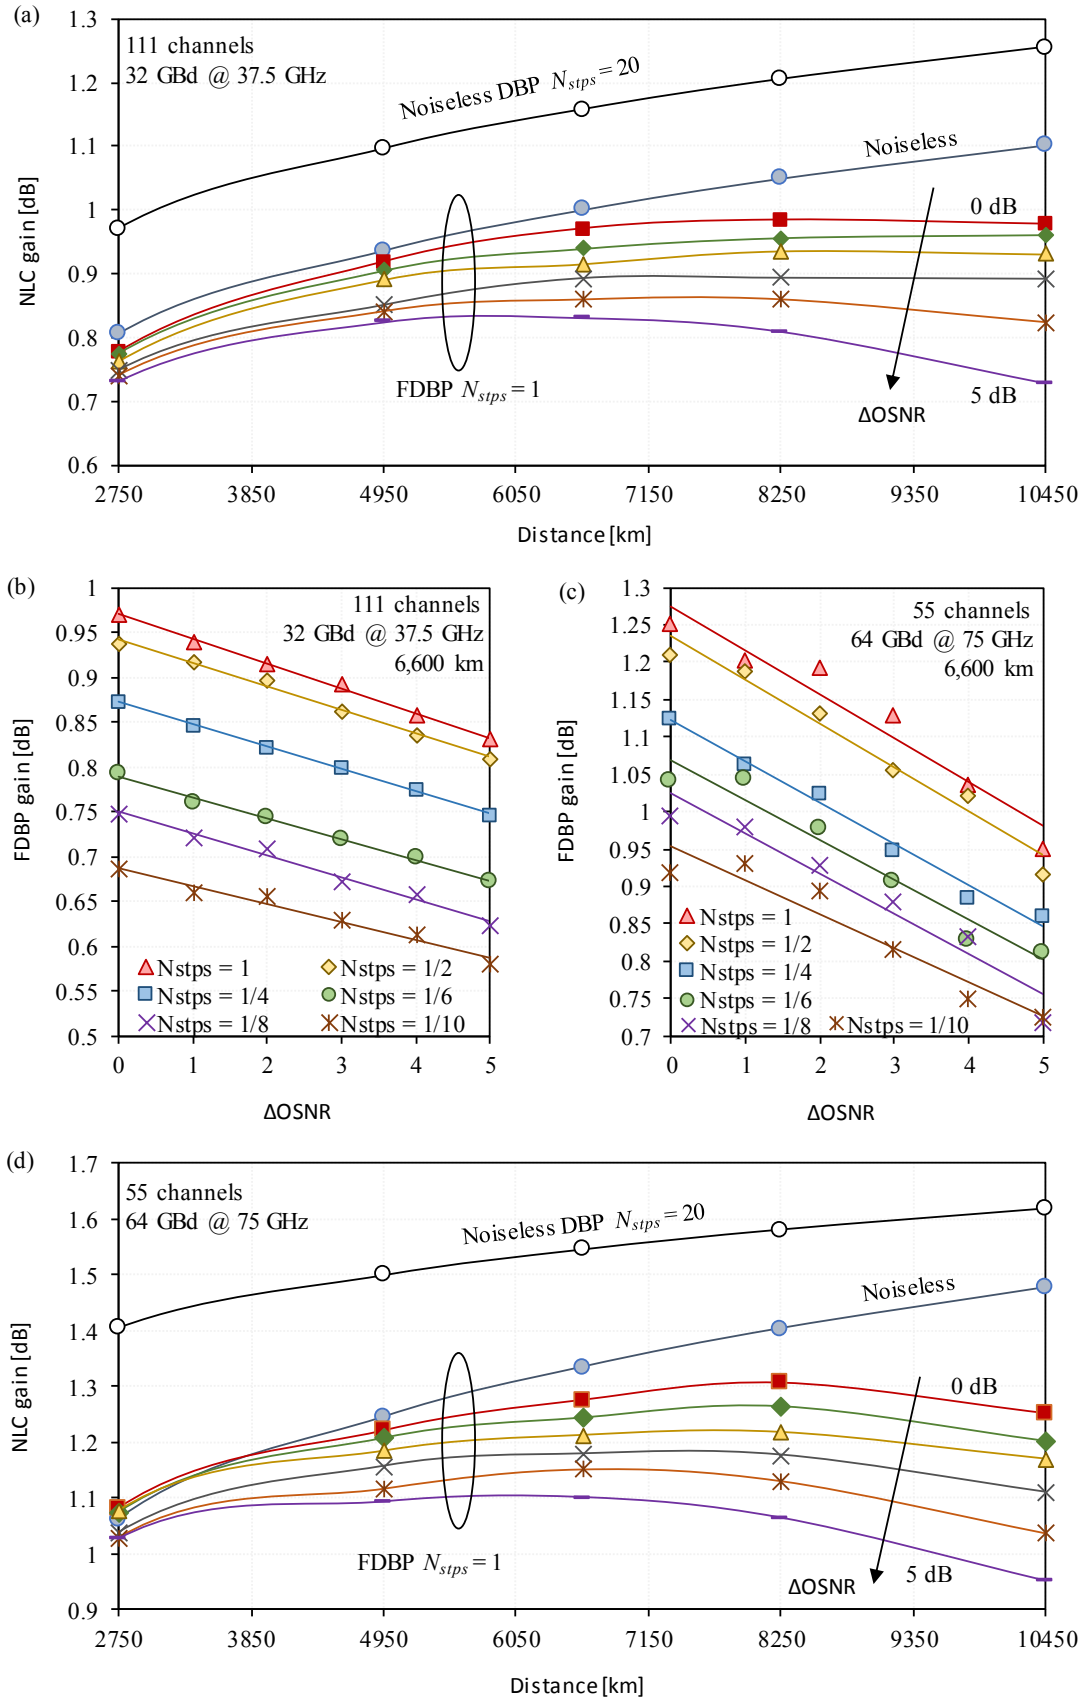 (a)
1.3
1.2
1.1
1
0.9
0.8
0.7
0.6
NLC gain [dB]
111 channels
32 GBd @ 37.5 GHz
Noiseless DBP Nstps = 20
Noiseless
0 dB
FDBP Nstps = 1
5 dB
ΔOSNR
2750 3850 4950 6050 7150 8250 9350 10450
Distance [km]
(b)
1
0.95
0.9
0.85
0.8
0.75
0.7
0.65
0.6
0.55
0.5
FDBP gain [dB]
111 channels
32 GBd @ 37.5 GHz
6,600 km
Nstps = 1 Nstps = 1/2
Nstps = 1/4 Nstps = 1/6
Nstps = 1/8 Nstps = 1/10
0 1 2 3 4 5
ΔOSNR
(c)
1.3
1.25
1.2
1.15
1.1
1.05
1
0.95
0.9
0.85
0.8
0.75
0.7
FDBP gain [dB]
55 channels
64 GBd @ 75 GHz
6,600 km
Nstps = 1
Nstps = 1/2
Nstps = 1/4
Nstps = 1/6
Nstps = 1/8 Nstps = 1/10
0 1 2 3 4 5
ΔOSNR
(d)
1.7
1.6
1.5
1.4
1.3
1.2
1.1
1
0.9
NLC gain [dB]
55 channels
64 GBd @ 75 GHz
Noiseless DBP Nstps = 20
Noiseless
0 dB
FDBP Nstps = 1
ΔOSNR
5 dB
2750 3850 4950 6050 7150 8250 9350 10450
Distance [km]